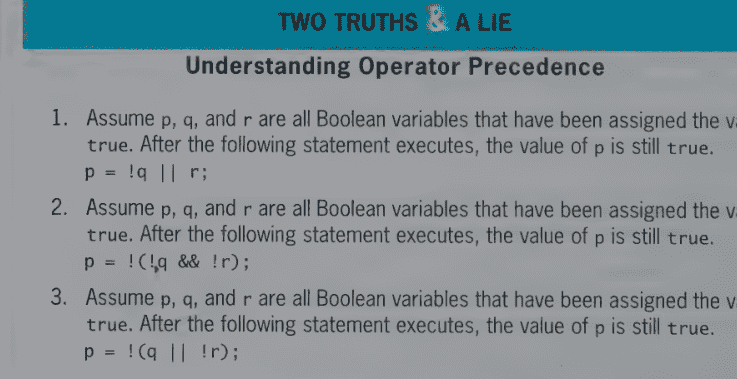 TWO TRUTHS & A LIE
Understanding Operator Precedence
1. Assume p, q, and r are all Boolean variables that have been assigned the
true. After the following statement executes, the value of p is still true.
p = !q || r;
2. Assume p, q, and r are all Boolean variables that have been assigned the
true. After the following statement executes, the value of p is still true.
p = !(!q && !r);
3. Assume p, q, and r are all Boolean variables that have been assigned the
true. After the following statement executes, the value of p is still true.
p = !(q || !r);